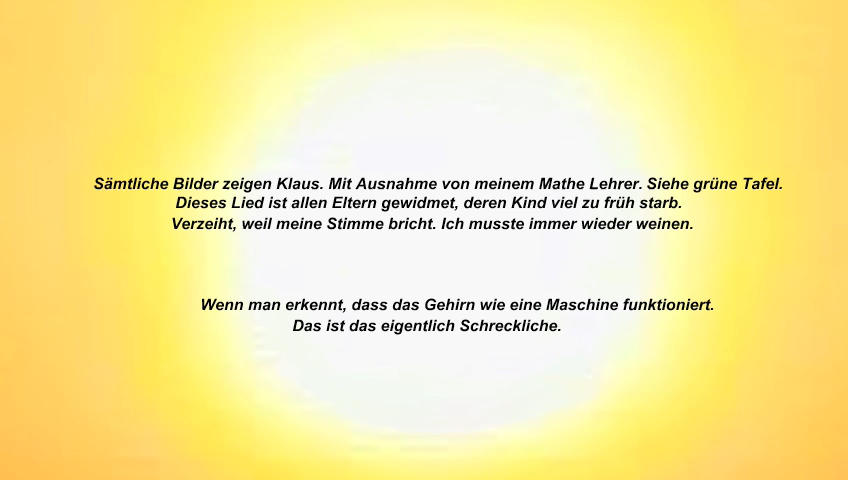 Sämtliche Bilder zeigen Klaus. Mit Ausnahme von meinem Mathe Lehrer. Siehe grüne Tafel.
Dieses Lied ist allen Eltern gewidmet, deren Kind viel zu früh starb.
Verzeiht, weil meine Stimme bricht. Ich musste immer wieder weinen.
Wenn man erkennt, dass das Gehirn wie eine Maschine funktioniert.
Das ist das eigentlich Schreckliche.